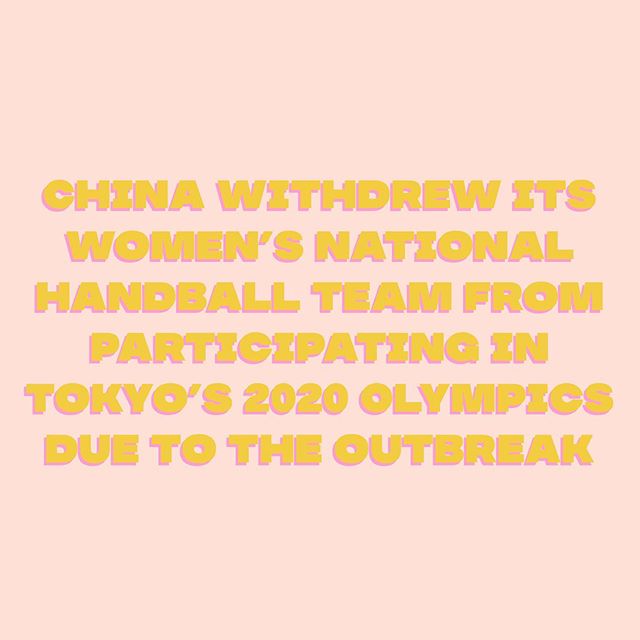 CHINA WITHDREW ITS
WOMEN'S NATIONAL
HANDBALL TEAM FROM
PARTICIPATING IN
TOKYO'S 2020 OLYMPICS
DUE TO THE OUTBREAK